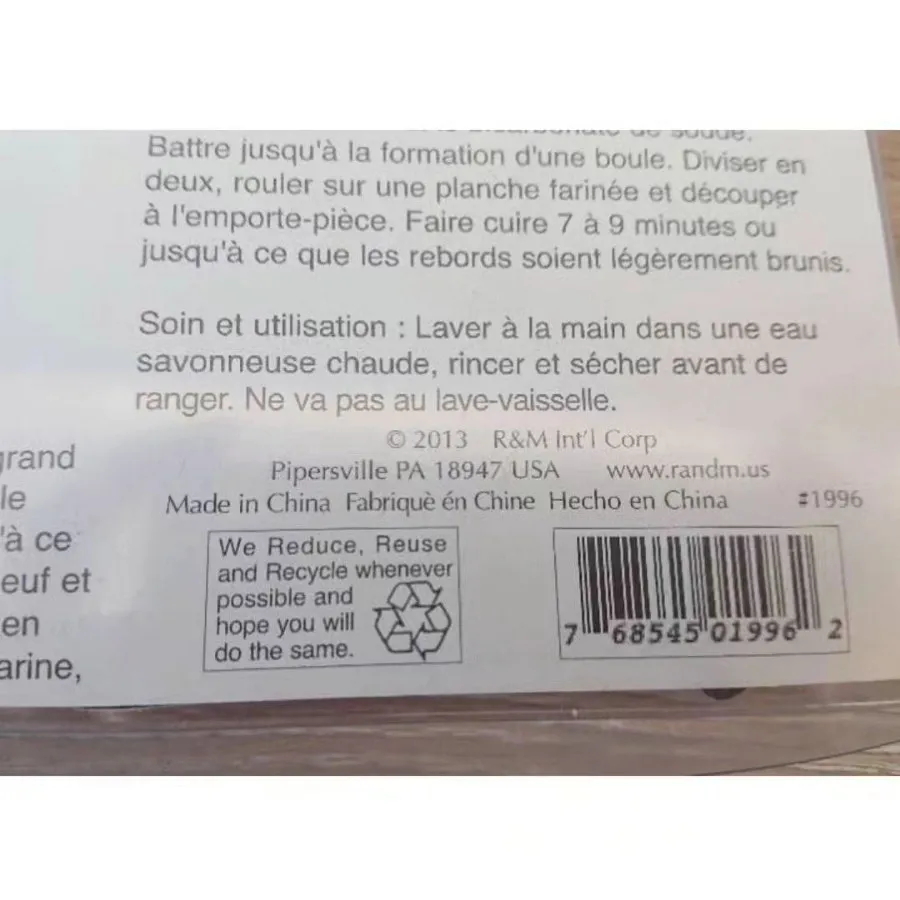 de soude.
Battre jusqu'à la formation d'une boule. Diviser en
deux, rouler sur une planche farinée et découper
à l'emporte-pièce. Faire cuire 7 à 9 minutes ou
jusqu'à ce que les rebords soient légèrement brunis.
Soin et utilisation : Laver à la main dans une eau
savonneuse chaude, rincer et sécher avant de
ranger. Ne va pas au lave-vaisselle.
© 2013 R&M Int'l Corp
Pipersville PA 18947 USA www.randm.us
Made in China Fabriquè én Chine Hecho en China #1996
grand
le
'à ce
euf et
en
arine,
We Reduce, Reuse
and Recycle whenever
possible and
hope you will
do the same.
7 68545 01996 2